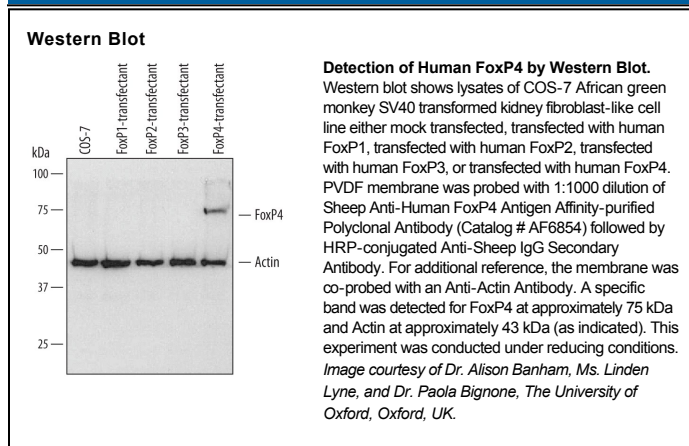 Western Blot
COS-7
FoxP1-transfectant
FoxP2-transfectant
FoxP3-transfectant
FoxP4-transfectant
kDa
100
75
50
37
25
FoxP4
Actin
Detection of Human FoxP4 by Western Blot.
Western blot shows lysates of COS-7 African green
monkey SV40 transformed kidney fibroblast-like cell
line either mock transfected, transfected with human
FoxP1, transfected with human FoxP2, transfected
with human FoxP3, or transfected with human FoxP4.
PVDF membrane was probed with 1:1000 dilution of
Sheep Anti-Human FoxP4 Antigen Affinity-purified
Polyclonal Antibody (Catalog # AF6854) followed by
HRP-conjugated Anti-Sheep IgG Secondary
Antibody. For additional reference, the membrane was
co-probed with an Anti-Actin Antibody. A specific
band was detected for FoxP4 at approximately 75 kDa
and Actin at approximately 43 kDa (as indicated). This
experiment was conducted under reducing conditions.
Image courtesy of Dr. Alison Banham, Ms. Linden
Lyne, and Dr. Paola Bignone, The University of
Oxford, Oxford, UK.